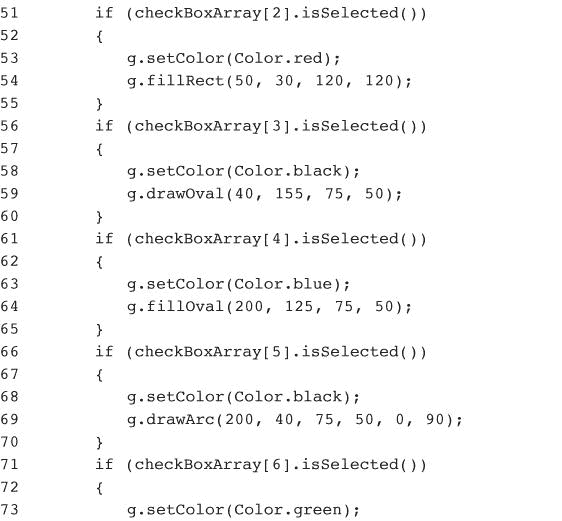 51 if (checkBoxArray[2].isSelected())
52 {
53 g.setColor(Color.red);
54 g.fillRect(50, 30, 120, 120);
55 }
56 if (checkBoxArray[3].isSelected())
57 {
58 g.setColor(Color.black);
59 g.drawOval(40, 155, 75, 50);
60 }
61 if (checkBoxArray[4].isSelected())
62 {
63 g.setColor(Color.blue);
64 g.fillOval(200, 125, 75, 50);
65 }
66 if (checkBoxArray[5].isSelected())
67 {
68 g.setColor(Color.black);
69 g.drawArc(200, 40, 75, 50, 0, 90);
70 }
71 if (checkBoxArray[6].isSelected())
72 {
73 g.setColor(Color.green);